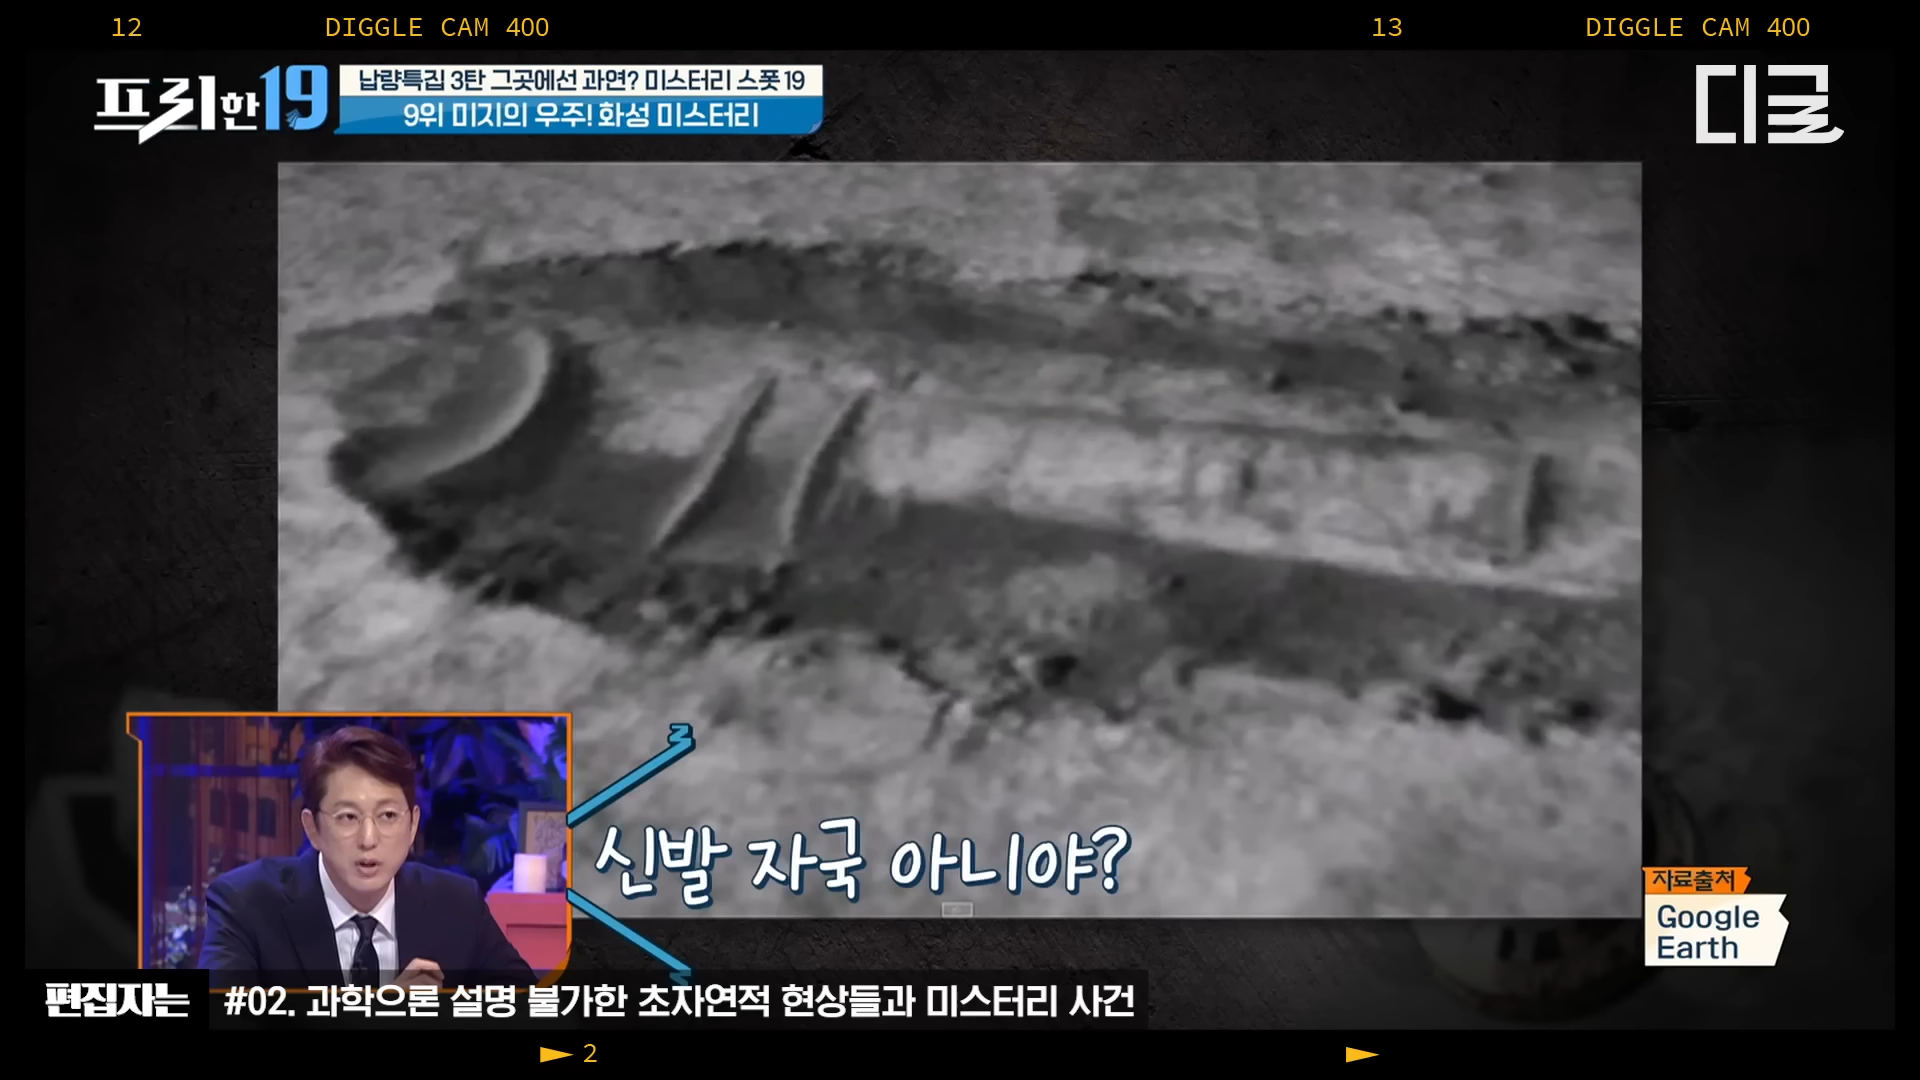 12
DIGGLE CAM 400
13
DIGGLE CAM 400
프리한19
납량특집 3탄 그곳에선 과연? 미스터리 스폿 19
9위 미지의 우주! 화성 미스터리
디글
신발 자국 아니야?
자료출처
Google
Earth
편집자는
#02. 과학으론 설명 불가한 초자연적 현상들과 미스터리 사건
2